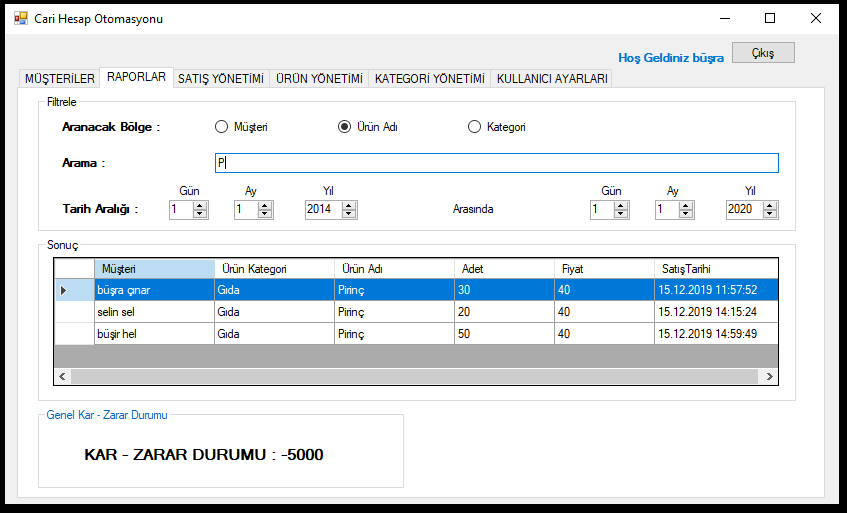 Cari Hesap Otomasyonu
Hoş Geldiniz büşra Çıkış
MÜŞTERİLER RAPORLAR SATIŞ YÖNETİMİ ÜRÜN YÖNETİMİ KATEGORİ YÖNETİMİ KULLANICI AYARLARI
Filtrele
Aranacak Bölge : Müşteri Ürün Adı Kategori
Arama : P
Gün Ay Yıl Gün Ay Yıl
Tarih Aralığı : 1 1 2014 Arasında 1 1 2020
Sonuç
Müşteri Ürün Kategori Ürün Adı Adet Fiyat SatışTarihi
büşra çınar Gıda Pirinç 30 40 15.12.2019 11:57:52
selin sel Gıda Pirinç 20 40 15.12.2019 14:15:24
büşir hel Gıda Pirinç 50 40 15.12.2019 14:59:49
Genel Kar - Zarar Durumu
KAR - ZARAR DURUMU : -5000